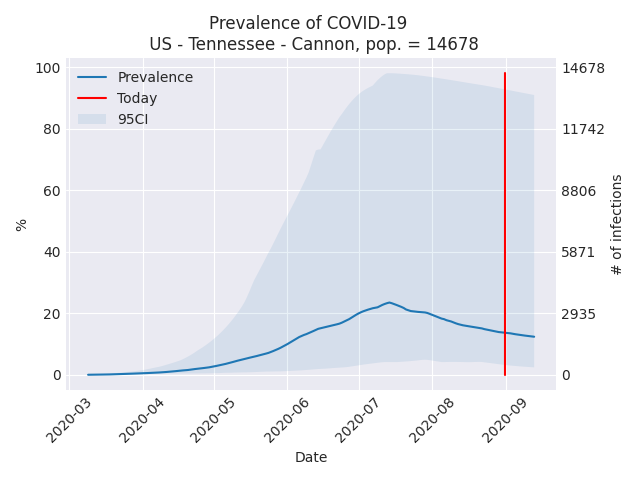 Prevalence of COVID-19
US - Tennessee - Cannon, pop. = 14678
Prevalence
Today
95CI
100
80
60
40
20
0
%
14678
11742
8806
5871
2935
0
# of infections
2020-03
2020-04
2020-05
2020-06
2020-07
2020-08
2020-09
Date